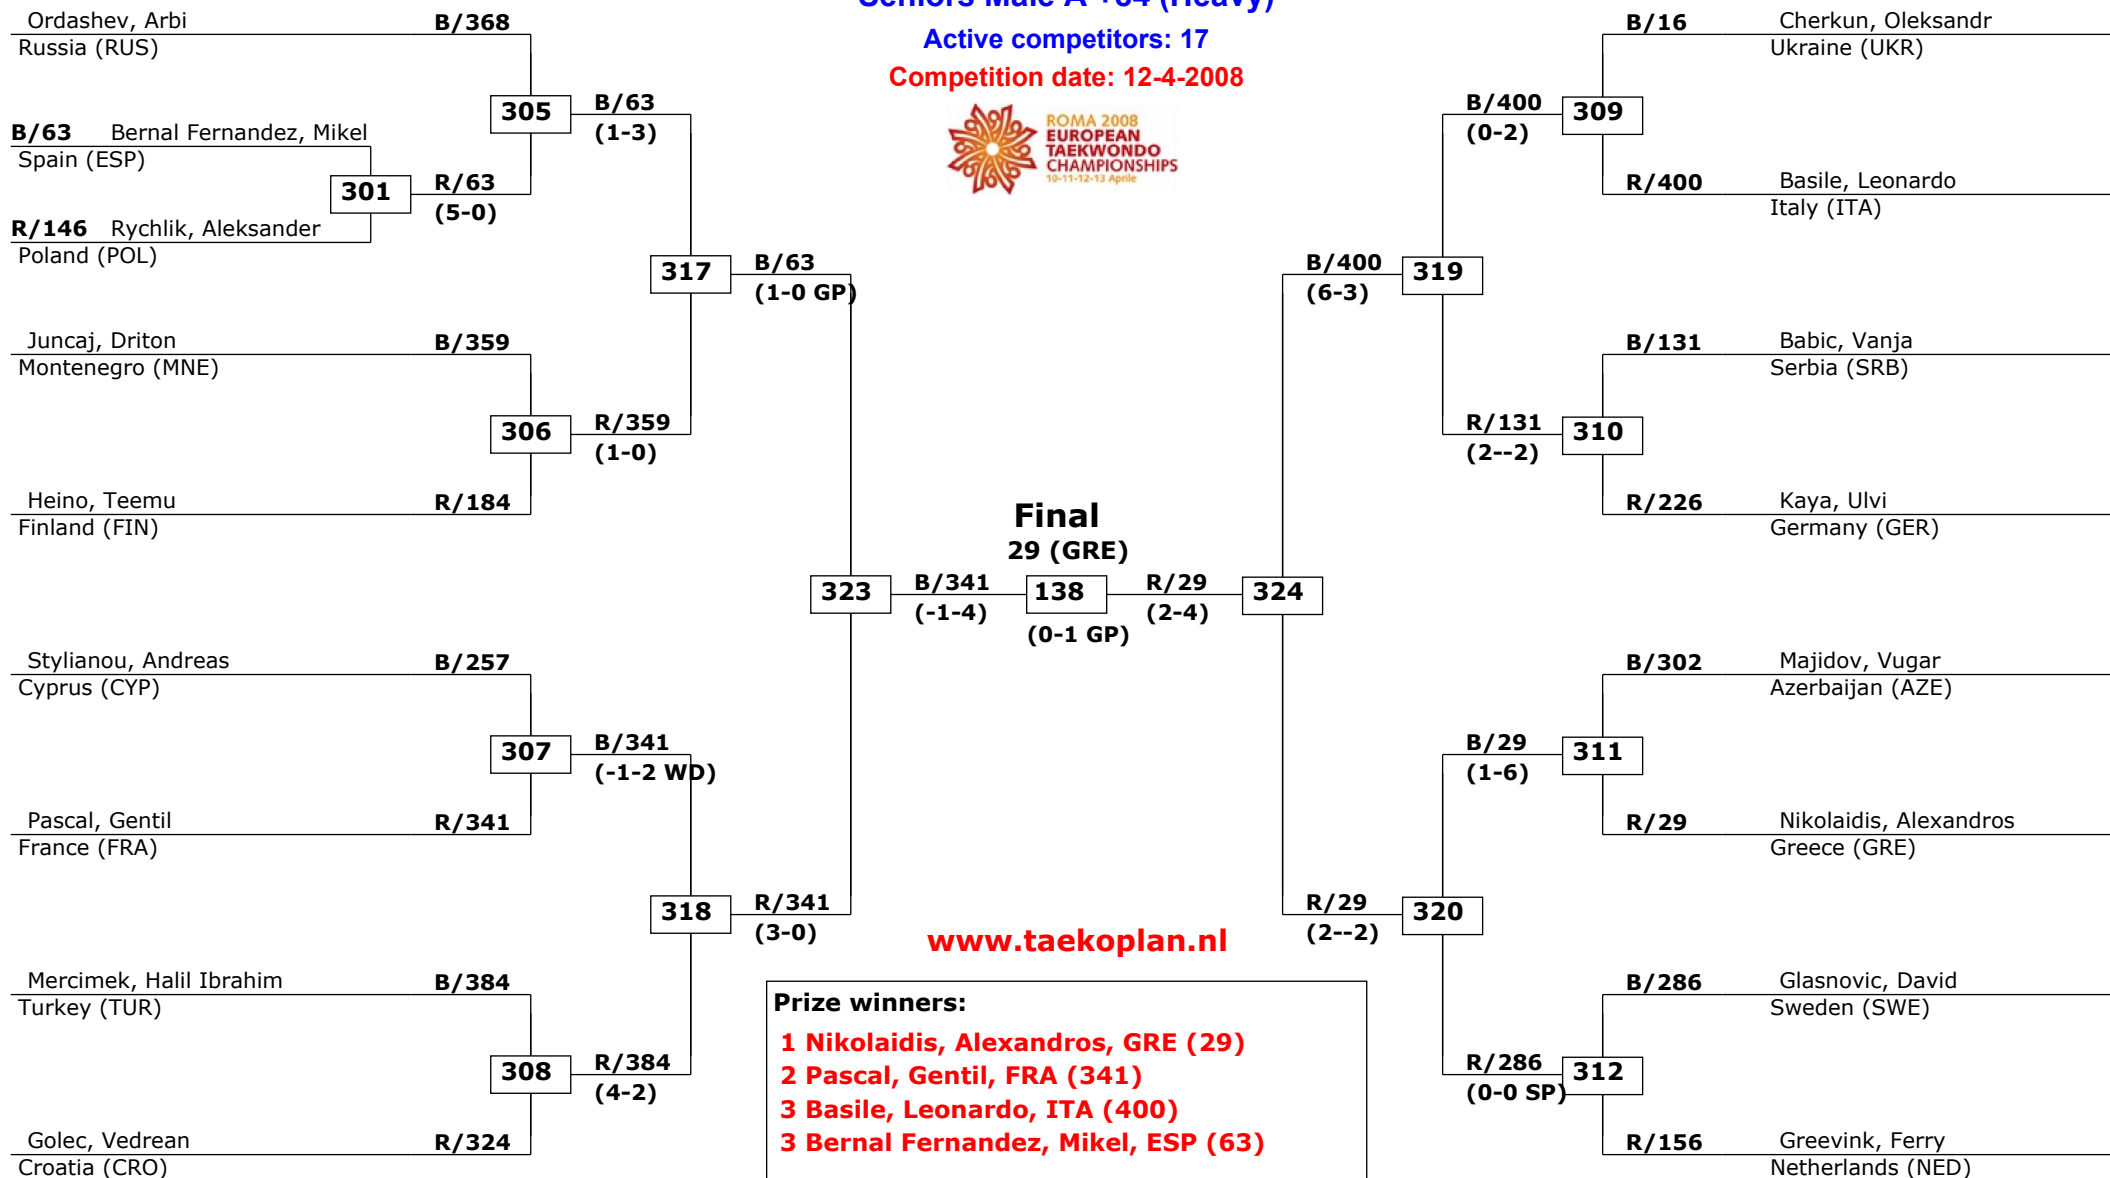 Seniors Male A +84 (Heavy)
Active competitors: 17
Competition date: 12-4-2008
ROMA 2008
EUROPEAN
TAEKWONDO
CHAMPIONSHIPS
10-11-12-13 Aprile
Ordashev, Arbi B/368
Russia (RUS)
B/63 Bernal Fernandez, Mikel
Spain (ESP)
R/146 Rychlik, Aleksander
Poland (POL)
301
R/63
(5-0)
305
B/63
(1-3)
Juncaj, Driton B/359
Montenegro (MNE)
306
R/359
(1-0)
Heino, Teemu R/184
Finland (FIN)
317
B/63
(1-0 GP)
Stylianou, Andreas B/257
Cyprus (CYP)
307
B/341
(-1-2 WD)
Pascal, Gentil R/341
France (FRA)
318
R/341
(3-0)
Mercimek, Halil Ibrahim B/384
Turkey (TUR)
308
R/384
(4-2)
Golec, Vedrean R/324
Croatia (CRO)
323
B/341
(-1-4)
Final
29 (GRE)
138
(0-1 GP)
R/29
(2-4)
324
B/16 Cherkun, Oleksandr
Ukraine (UKR)
B/400
(0-2)
309
R/400 Basile, Leonardo
Italy (ITA)
B/400
(6-3)
319
B/131 Babic, Vanja
Serbia (SRB)
R/131
(2--2)
310
R/226 Kaya, Ulvi
Germany (GER)
B/302 Majidov, Vugar
Azerbaijan (AZE)
B/29
(1-6)
311
R/29 Nikolaidis, Alexandros
Greece (GRE)
R/29
(2--2)
320
B/286 Glasnovic, David
Sweden (SWE)
R/286
(0-0 SP)
312
R/156 Greevink, Ferry
Netherlands (NED)
www.taekoplan.nl
Prize winners:
1 Nikolaidis, Alexandros, GRE (29)
2 Pascal, Gentil, FRA (341)
3 Basile, Leonardo, ITA (400)
3 Bernal Fernandez, Mikel, ESP (63)